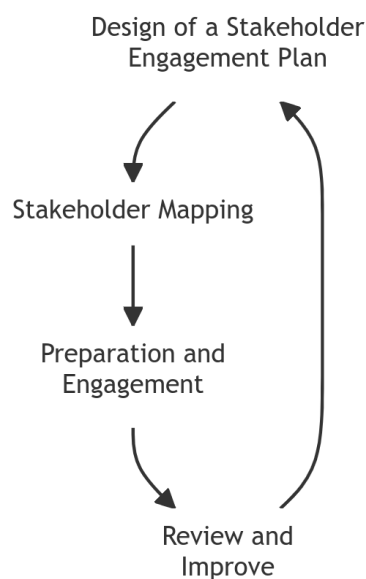 Design of a Stakeholder
Engagement Plan
Stakeholder Mapping
Preparation and
Engagement
Review and
Improve